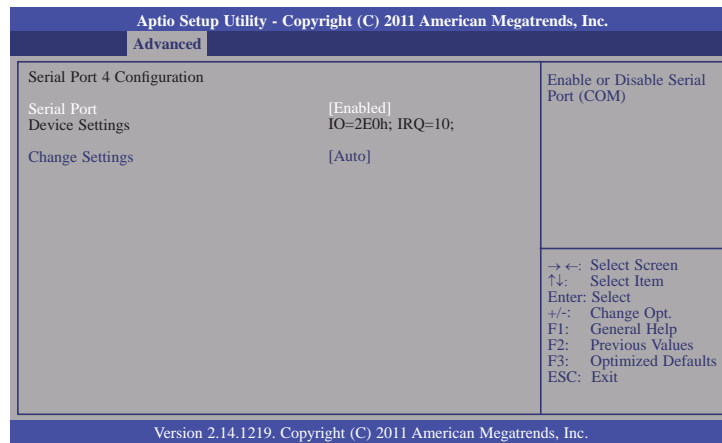 Aptio Setup Utility - Copyright (C) 2011 American Megatrends, Inc.
Advanced
Serial Port 4 Configuration
Serial Port [Enabled]
Device Settings IO=2E0h; IRQ=10;
Change Settings [Auto]
Enable or Disable Serial
Port (COM)
→←: Select Screen
↑↓: Select Item
Enter: Select
+/-: Change Opt.
F1: General Help
F2: Previous Values
F3: Optimized Defaults
ESC: Exit
Version 2.14.1219. Copyright (C) 2011 American Megatrends, Inc.